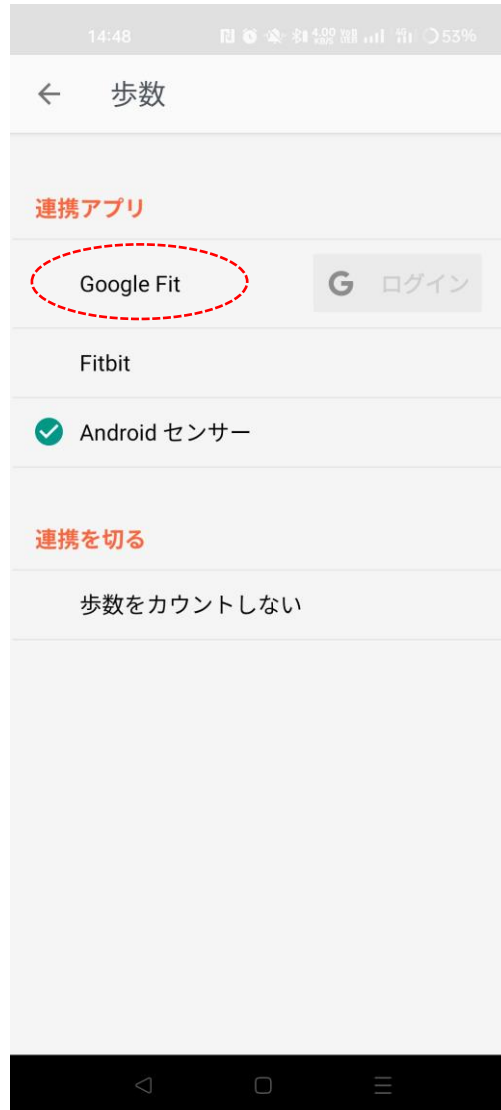 14:48 53%
歩数
連携アプリ
Google Fit G ログイン
Fitbit
Android センサー
連携を切る
歩数をカウントしない